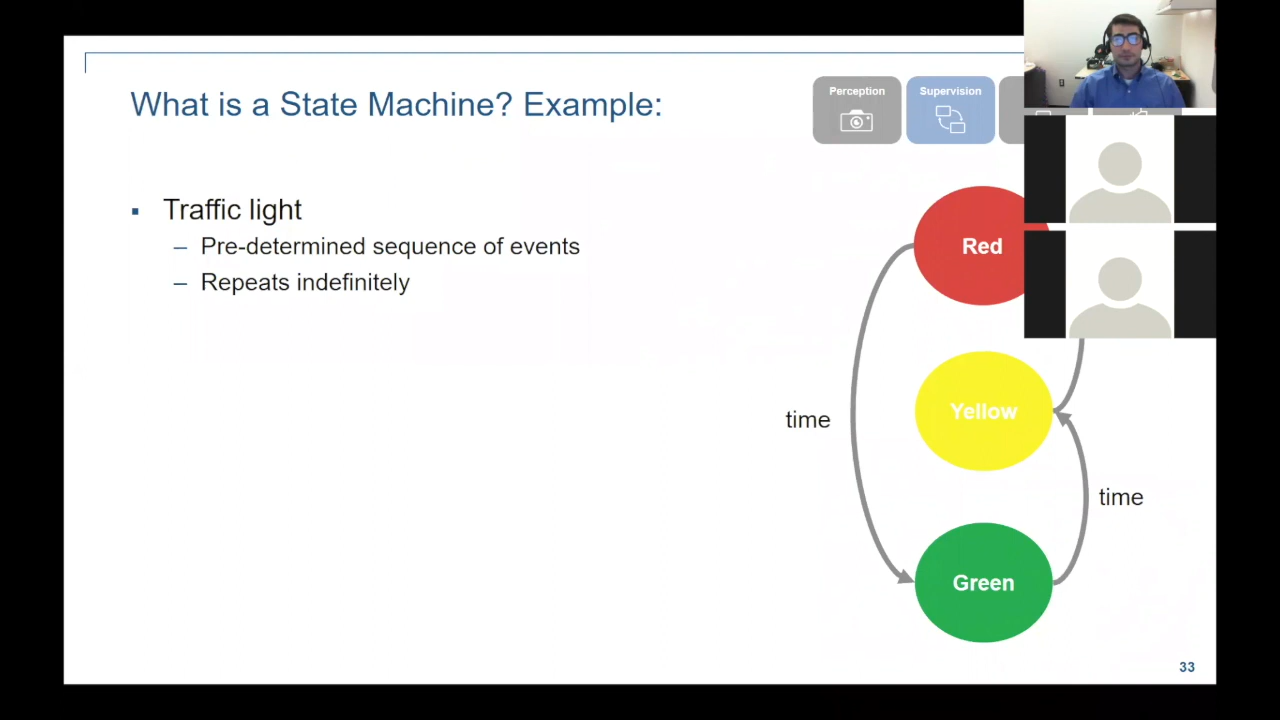 What is a State Machine? Example:
Perception
Supervision
Traffic light
– Pre-determined sequence of events
– Repeats indefinitely
Red
Yellow
time
time
Green
33